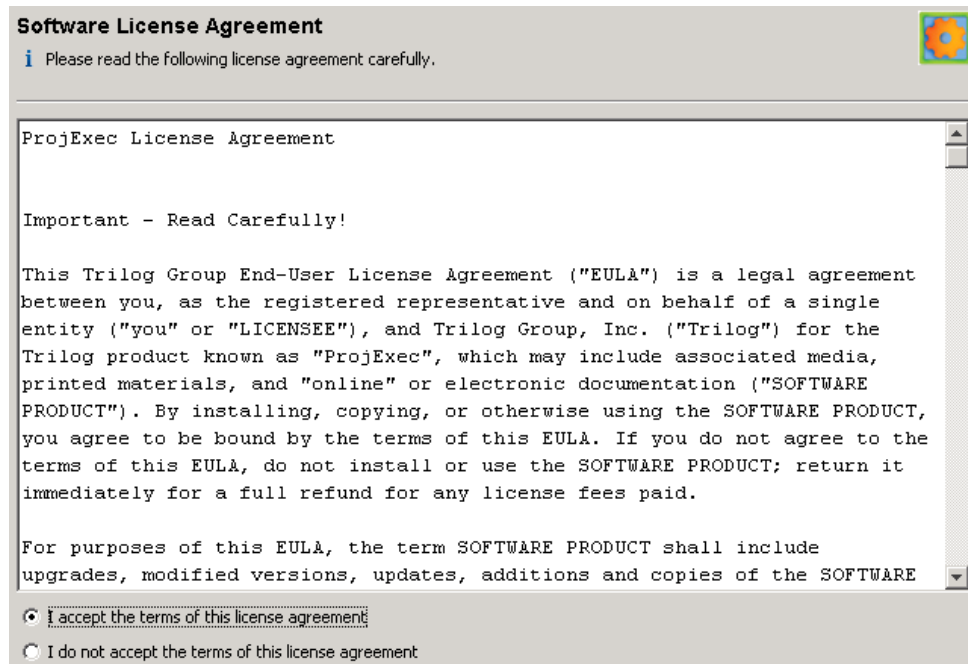 Software License Agreement
i Please read the following license agreement carefully.
ProjExec License Agreement
Important - Read Carefully!
This Trilog Group End-User License Agreement ("EULA") is a legal agreement
between you, as the registered representative and on behalf of a single
entity ("you" or "LICENSEE"), and Trilog Group, Inc. ("Trilog") for the
Trilog product known as "ProjExec", which may include associated media,
printed materials, and "online" or electronic documentation ("SOFTWARE
PRODUCT"). By installing, copying, or otherwise using the SOFTWARE PRODUCT,
you agree to be bound by the terms of this EULA. If you do not agree to the
terms of this EULA, do not install or use the SOFTWARE PRODUCT; return it
immediately for a full refund for any license fees paid.
For purposes of this EULA, the term SOFTWARE PRODUCT shall include
upgrades, modified versions, updates, additions and copies of the SOFTWARE
I accept the terms of this license agreement
I do not accept the terms of this license agreement